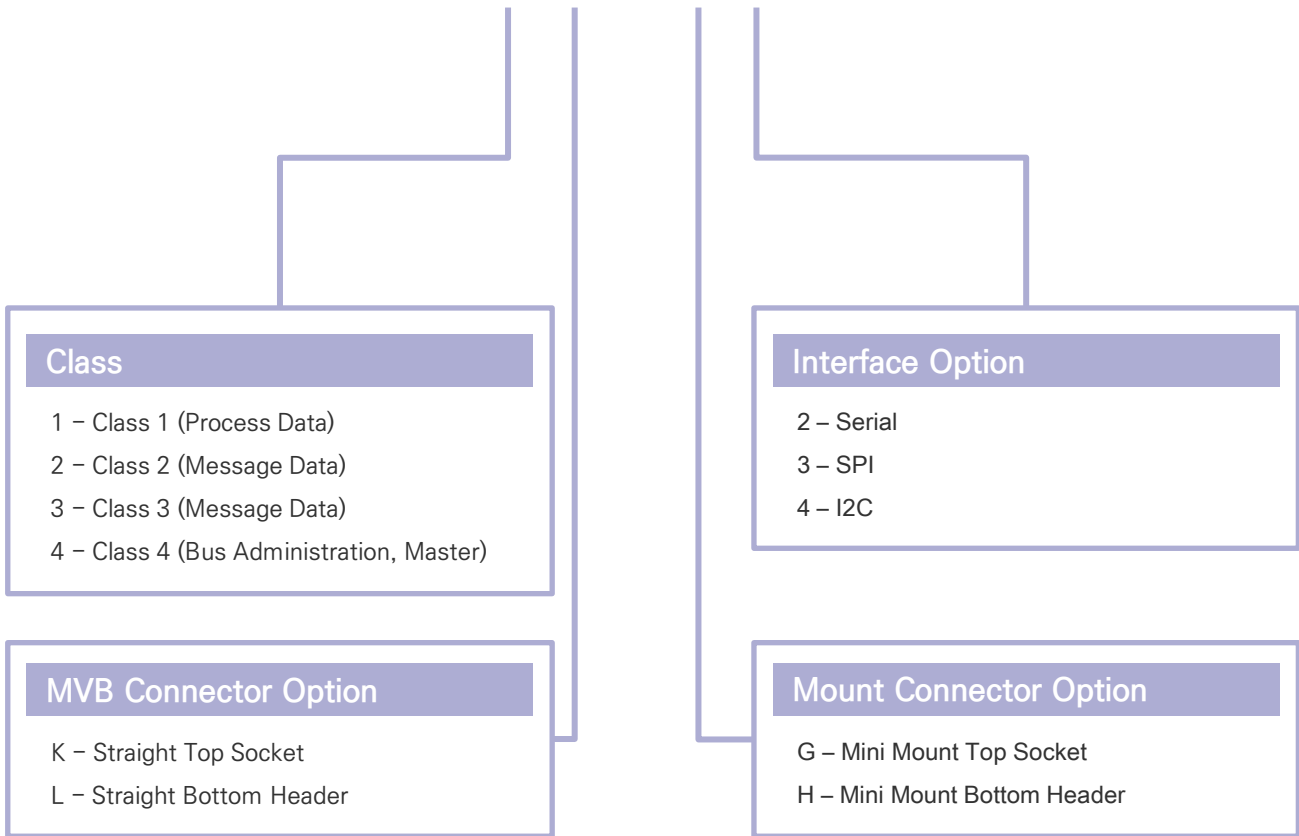 Class
1 – Class 1 (Process Data)
2 – Class 2 (Message Data)
3 – Class 3 (Message Data)
4 – Class 4 (Bus Administration, Master)
Interface Option
2 – Serial
3 – SPI
4 – I2C
MVB Connector Option
K – Straight Top Socket
L – Straight Bottom Header
Mount Connector Option
G – Mini Mount Top Socket
H – Mini Mount Bottom Header